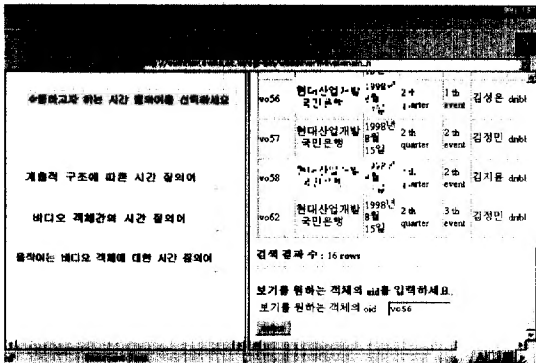 수행하고자 하는 시간 질의어를 선택하세요
계층적 구조에 따른 시간 질의어
비디오 객체간의 시간 질의어
움직이는 비디오 객체에 대한 시간 질의어
vo56 현대산업개발 국민은행 1998년 quarter 1 th event 김성은 dnbl
vo57 현대산업개발 국민은행 1998년 8월 15일 2 th quarter 2 th event 김정민 dnbl
vo58 2 th quarter 2 th event 김지윤 dnbl
vo62 현대산업개발 국민은행 1998년 8월 15일 2 th quarter 3 th event 김정민 dnbl
검색 결과 수 : 16 rows
보기를 원하는 객체의 oid를 입력하세요.
보기를 원하는 객체의 oid vo56